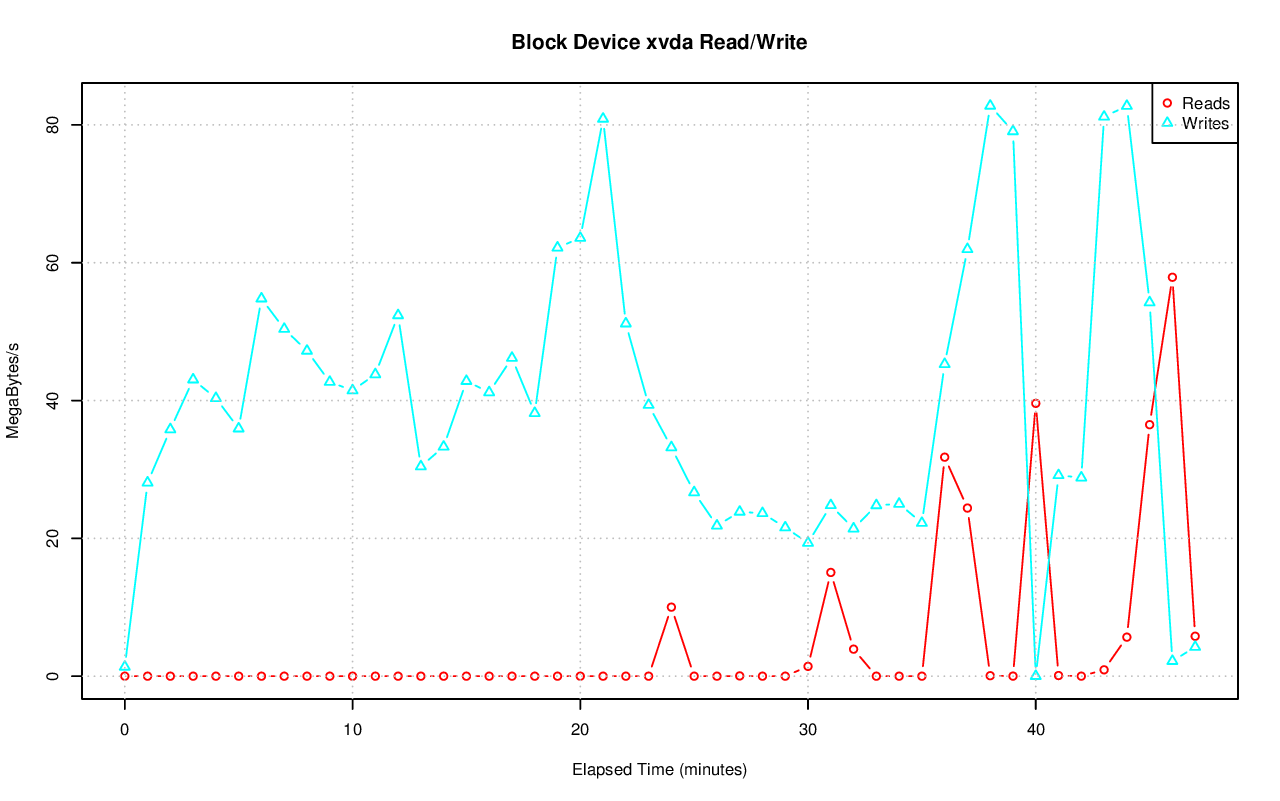 Block Device xvda Read/Write
Reads
Writes
MegaBytes/s
80
60
40
20
0
0 10 20 30 40
Elapsed Time (minutes)